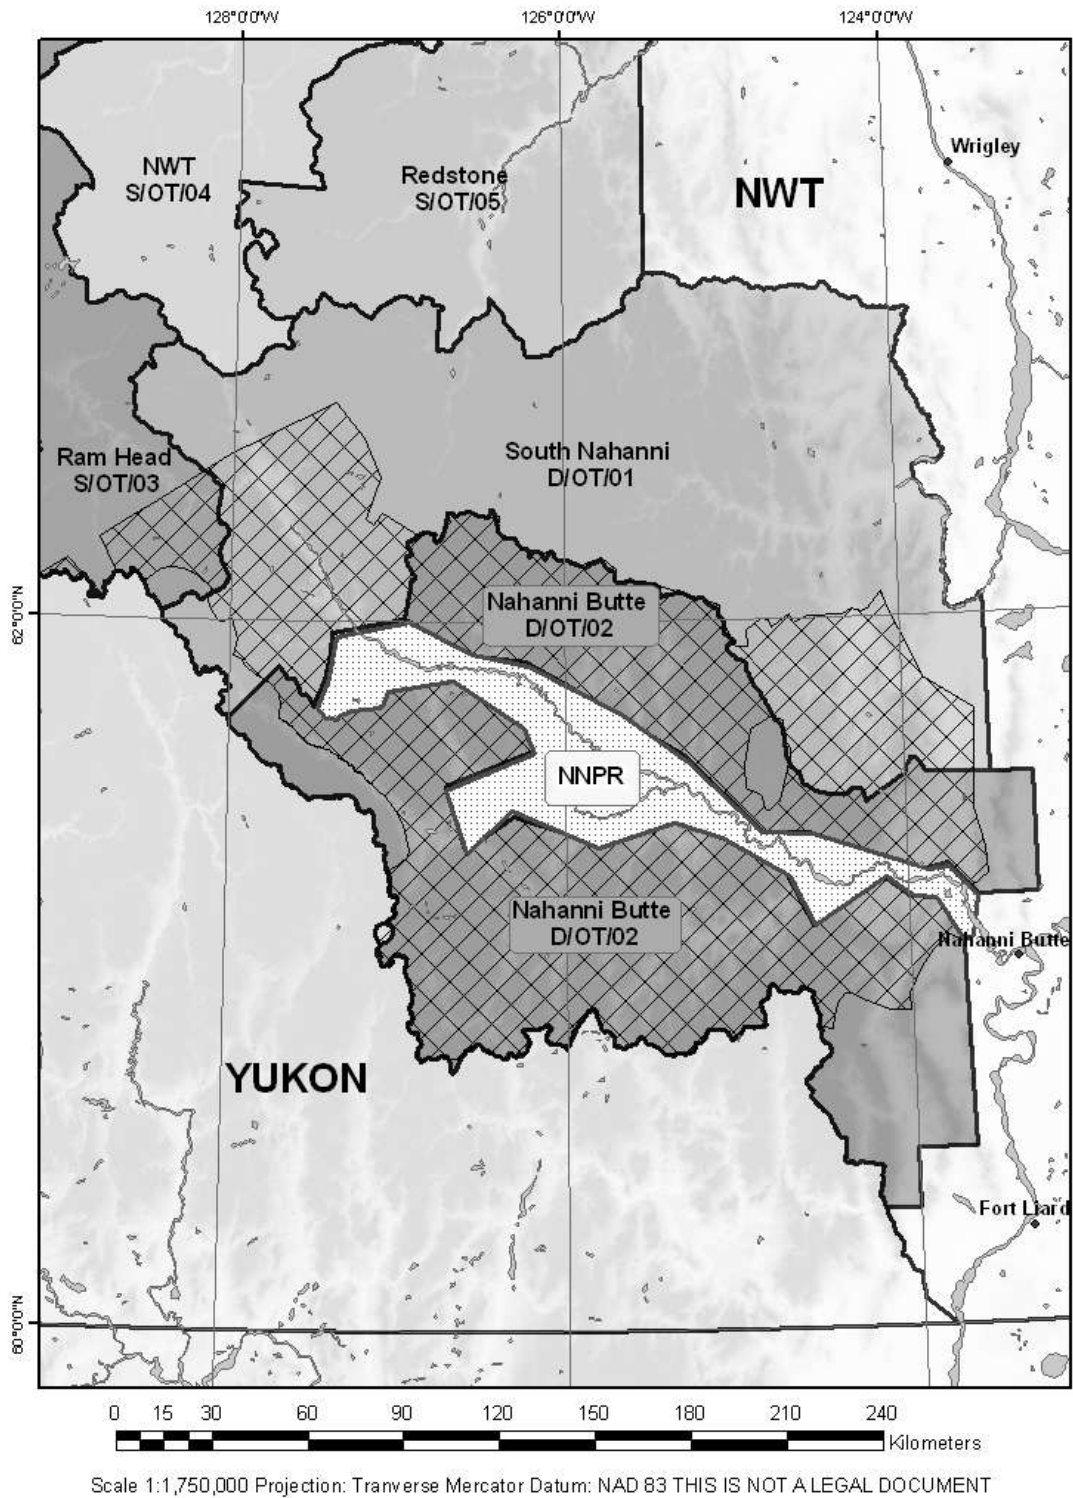 128°0'0"W
126°0'0"W
124°0'0"W
Wrigley
NWT
S/OT/04
Redstone
S/OT/05
NWT
Ram Head
S/OT/03
South Nahanni
D/OT/01
62°0'0"N
Nahanni Butte
D/OT/02
NNPR
Nahanni Butte
D/OT/02
Nahanni Butte
YUKON
Fort Liard
60°0'0"N
0 15 30 60 90 120 150 180 210 240
Kilometers
Scale 1:1,750,000 Projection: Tranverse Mercator Datum: NAD 83 THIS IS NOT A LEGAL DOCUMENT